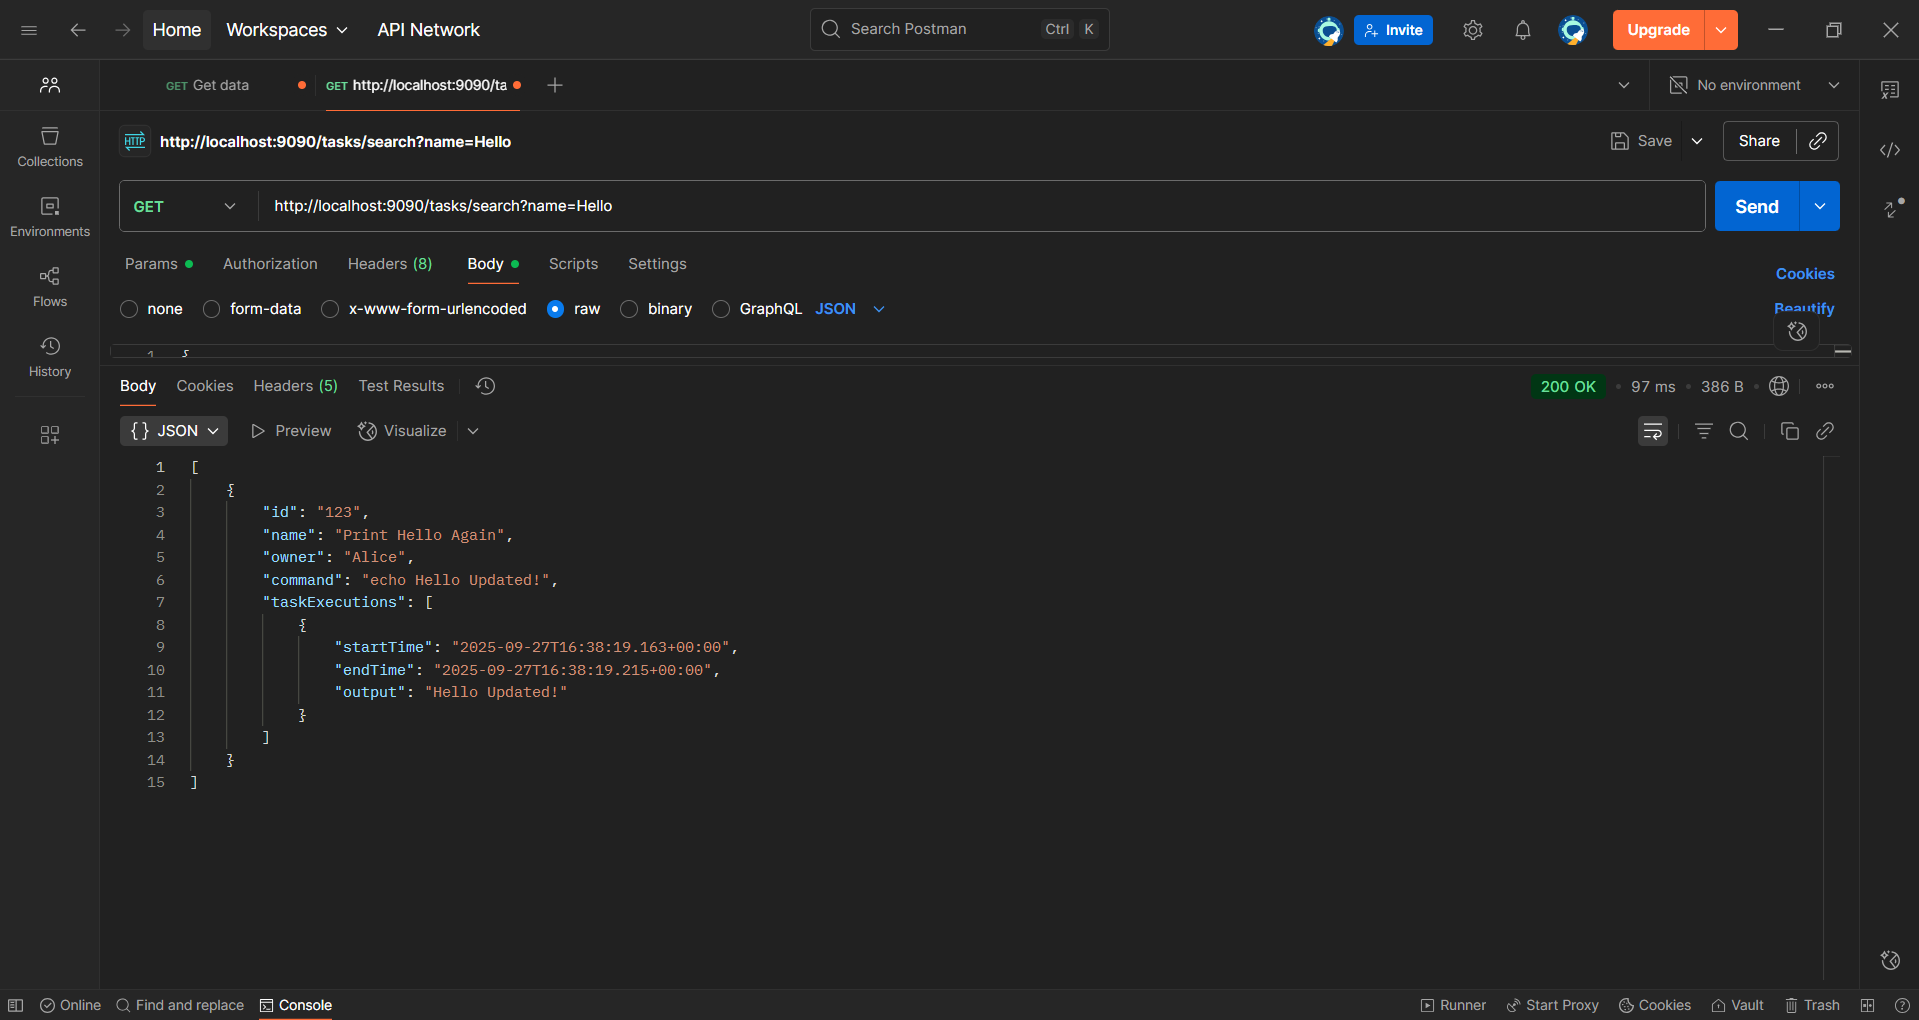 Home Workspaces API Network Search Postman Ctrl K Invite Upgrade
GET Get data GET http://localhost:9090/ta No environment
HTTP http://localhost:9090/tasks/search?name=Hello Save Share
Collections
GET http://localhost:9090/tasks/search?name=Hello Send
Environments
Params Authorization Headers (8) Body Scripts Settings Cookies
Flows
none form-data x-www-form-urlencoded raw binary GraphQL JSON Beautify
History
1 {
Body Cookies Headers (5) Test Results 200 OK • 97 ms • 386 B •
{} JSON Preview Visualize
1 [
2 {
3 "id": "123",
4 "name": "Print Hello Again",
5 "owner": "Alice",
6 "command": "echo Hello Updated!",
7 "taskExecutions": [
8 {
9 "startTime": "2025-09-27T16:38:19.163+00:00",
10 "endTime": "2025-09-27T16:38:19.215+00:00",
11 "output": "Hello Updated!"
12 }
13 ]
14 }
15 ]
Online Find and replace Console Runner Start Proxy Cookies Vault Trash